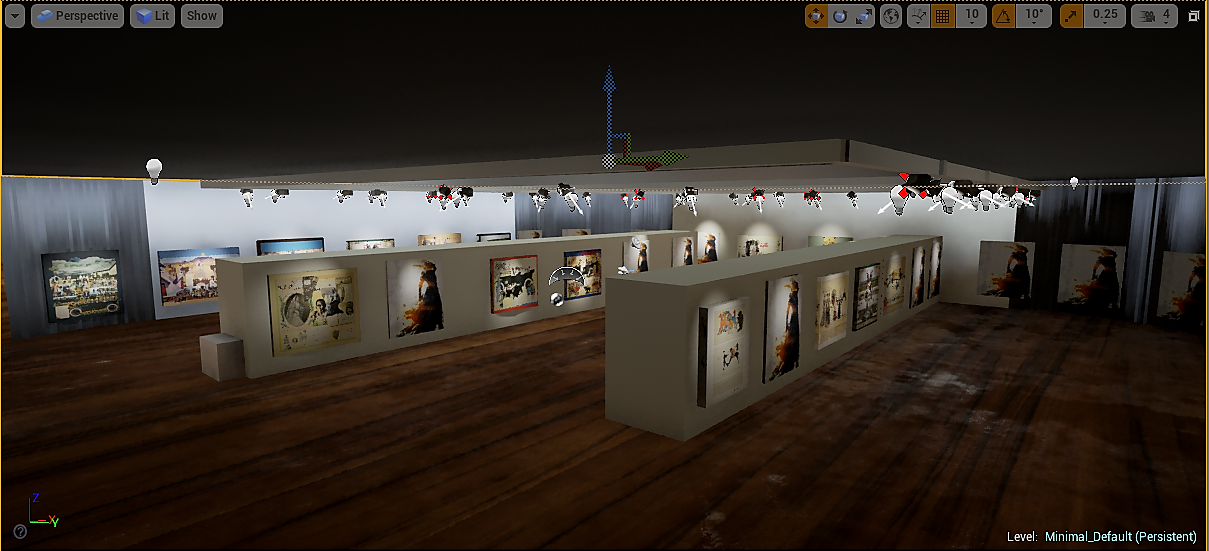 Perspective Lit Show 10 10° 0.25 4
Z
X
Y
Level: Minimal_Default (Persistent)